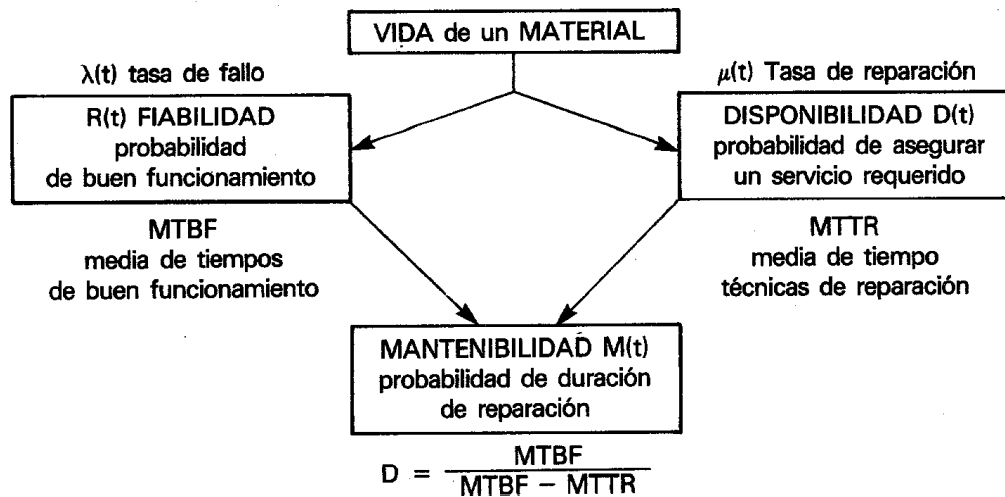 VIDA de un MATERIAL
λ(t) tasa de fallo
R(t) FIABILIDAD
probabilidad
de buen funcionamiento
MTBF
media de tiempos
de buen funcionamiento
μ(t) Tasa de reparación
DISPONIBILIDAD D(t)
probabilidad de asegurar
un servicio requerido
MTTR
media de tiempo
técnicas de reparación
MANTENIBILIDAD M(t)
probabilidad de duración
de reparación
D = MTBF / MTBF − MTTR